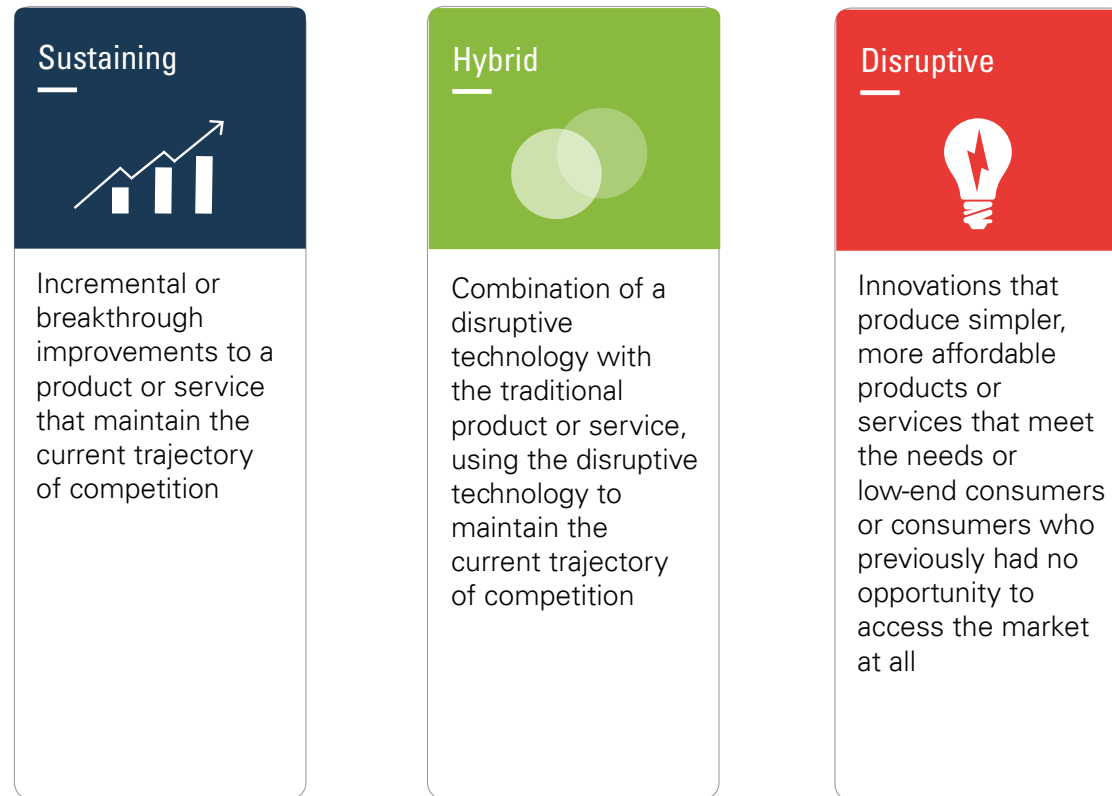 Sustaining
Incremental or
breakthrough
improvements to a
product or service
that maintain the
current trajectory
of competition
Hybrid
Combination of a
disruptive
technology with
the traditional
product or service,
using the disruptive
technology to
maintain the
current trajectory
of competition
Disruptive
Innovations that
produce simpler,
more affordable
products or
services that meet
the needs or
low-end consumers
or consumers who
previously had no
opportunity to
access the market
at all